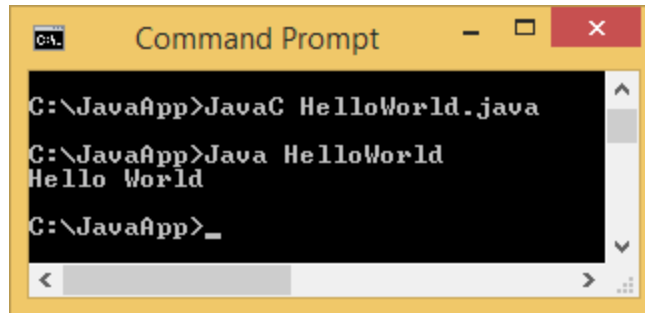 C:\. Command Prompt
C:\JavaApp>JavaC HelloWorld.java
C:\JavaApp>Java HelloWorld
Hello World
C:\JavaApp>_